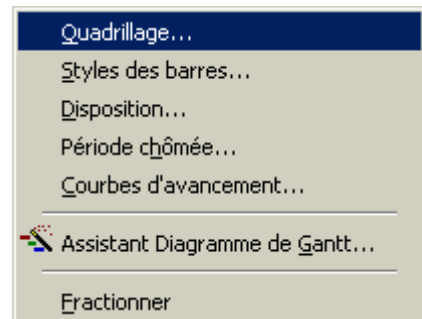 Quadrillage...
Styles des barres...
Disposition...
Période chômée...
Courbes d'avancement...
Assistant Diagramme de Gantt...
Fractionner